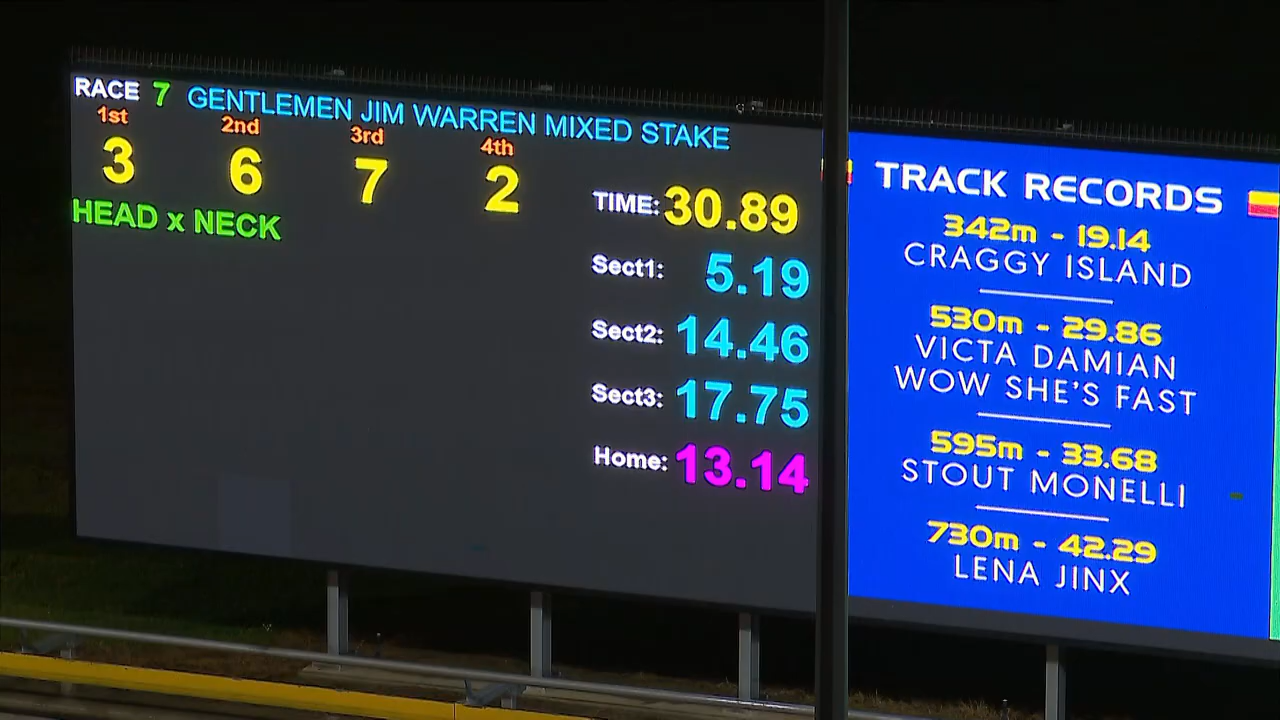 RACE 7 GENTLEMEN JIM WARREN MIXED STAKE
1st 2nd 3rd 4th
3 6 7 2
HEAD x NECK
TIME: 30.89
Sect1: 5.19
Sect2: 14.46
Sect3: 17.75
Home: 13.14
TRACK RECORDS
342m - 19.14
CRAGGY ISLAND
530m - 29.86
VICTA DAMIAN
WOW SHE'S FAST
595m - 33.68
STOUT MONELLI
730m - 42.29
LENA JINX